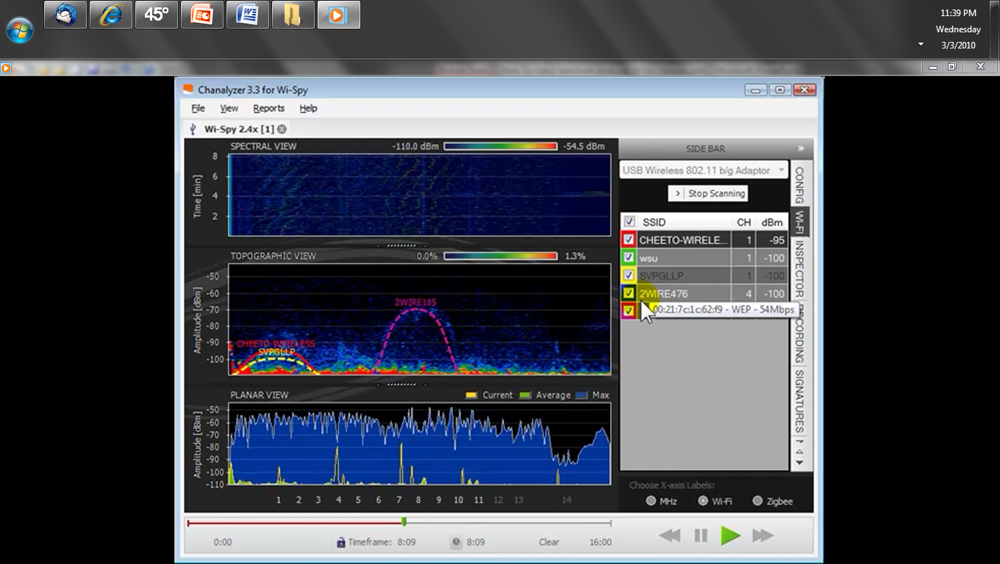 45°
11:39 PM
Wednesday
3/3/2010
Chanalyzer 3.3 for Wi-Spy
File View Reports Help
Wi-Spy 2.4x [1]
SPECTRAL VIEW -110.0 dBm -54.5 dBm
Time [min]
8
6
4
2
TOPOGRAPHIC VIEW 0.0% 1.3%
Amplitude [dBm]
-50
-60
-70
-80
-90
-100
2WIRE185
CHEETO-WIRELESS
SVPGLLP
PLANAR VIEW Current Average Max
Amplitude [dBm]
-50
-60
-70
-80
-90
-100
-110
1 2 3 4 5 6 7 8 9 10 11 12 13 14
0:00 Timeframe: 8:09 8:09 Clear 16:00
SIDE BAR »
USB Wireless 802.11 b/g Adaptor
> Stop Scanning
SSID CH dBm
CHEETO-WIRELE... 1 -95
wsu 1 -100
SVPGLLP 1 -100
2WIRE476 4 -100
00:21:7c:1c:62:f9 - WEP - 54Mbps
CONFIG
WI-FI
INSPECTOR
SIGNATURES
Choose X-axis Labels:
MHz Wi-Fi Zigbee